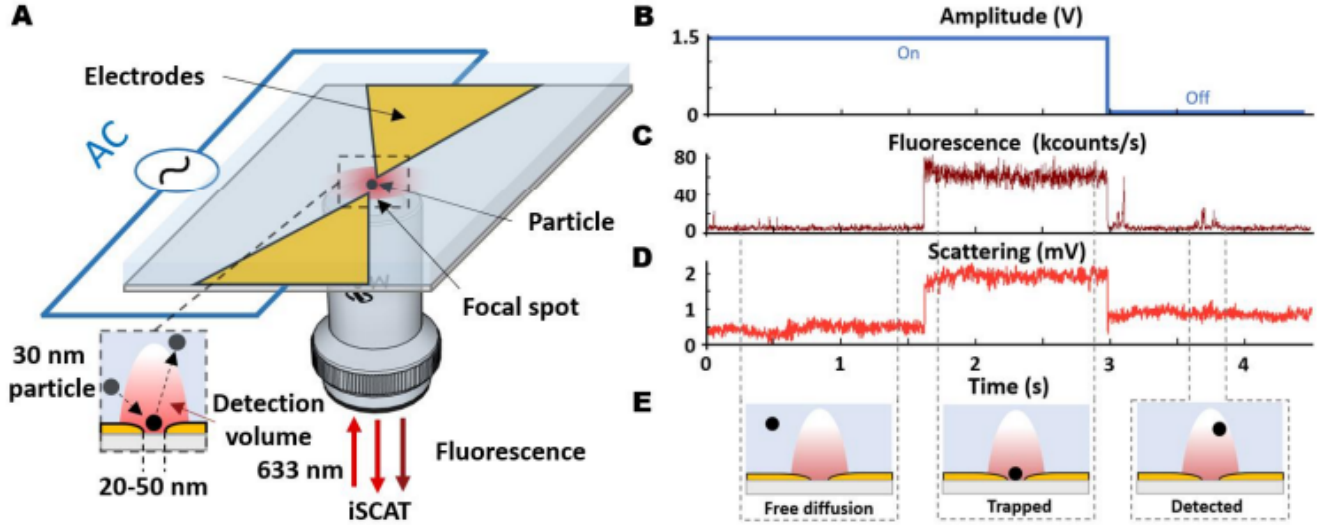 A
Electrodes
AC
Particle
Focal spot
30 nm
particle
Detection
volume
20-50 nm
633 nm
Fluorescence
iSCAT
B
Amplitude (V)
1.5
On
Off
0
C
Fluorescence (kcounts/s)
80
40
0
D
Scattering (mV)
2
1
0
0 1 2 3 4
Time (s)
E
Free diffusion
Trapped
Detected